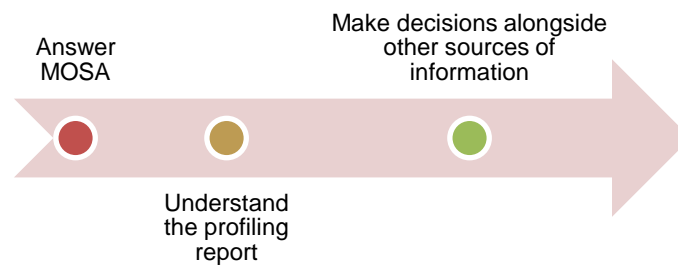 Answer
MOSA
Understand
the profiling
report
Make decisions alongside
other sources of
information